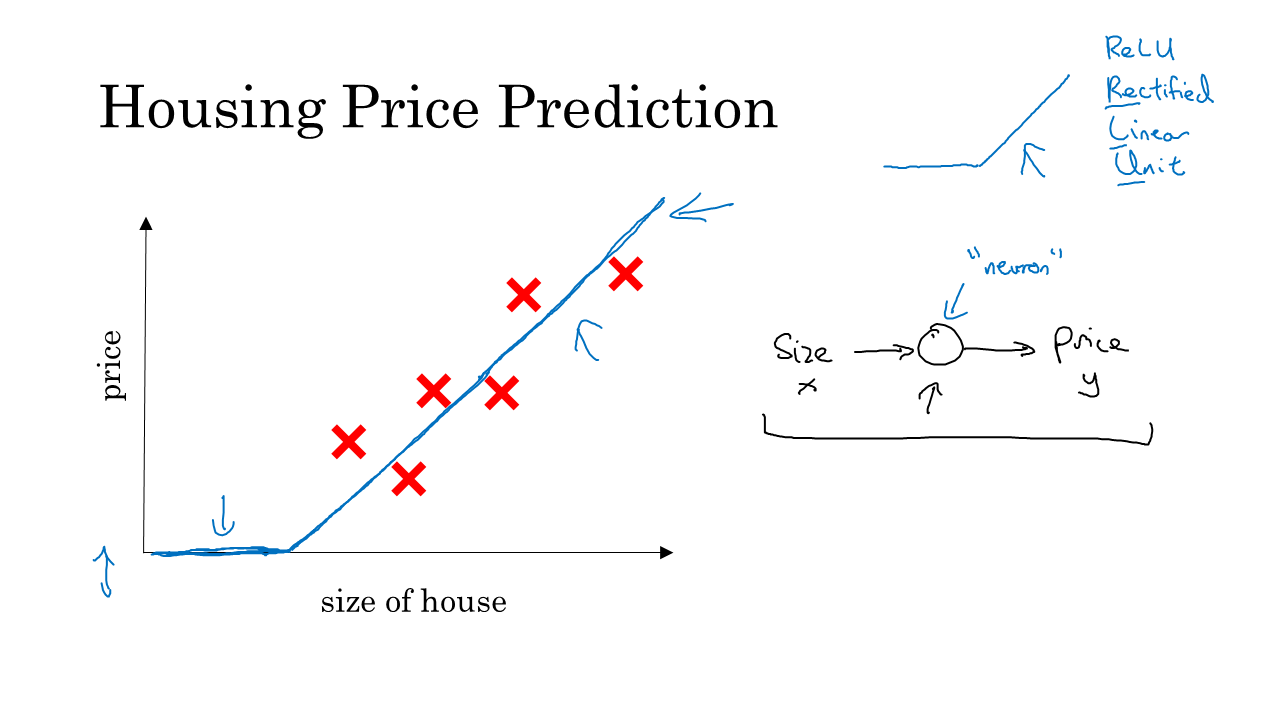 Housing Price Prediction
ReLU
Rectified
Linear
Unit
price
size of house
"neuron"
Size
x
Price
y